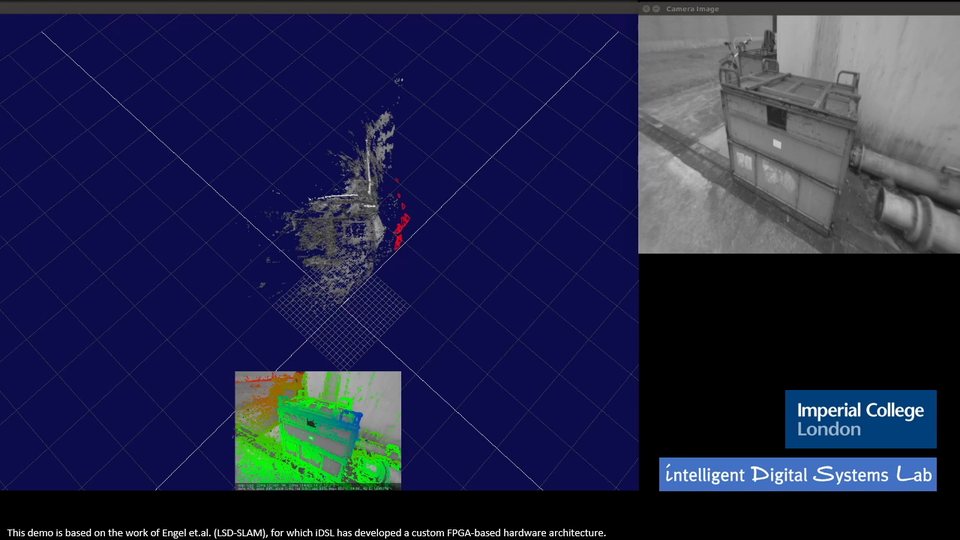 Camera Image
Imperial College
London
intelligent Digital Systems Lab
This demo is based on the work of Engel et.al. (LSD-SLAM), for which iDSL has developed a custom FPGA-based hardware architecture.